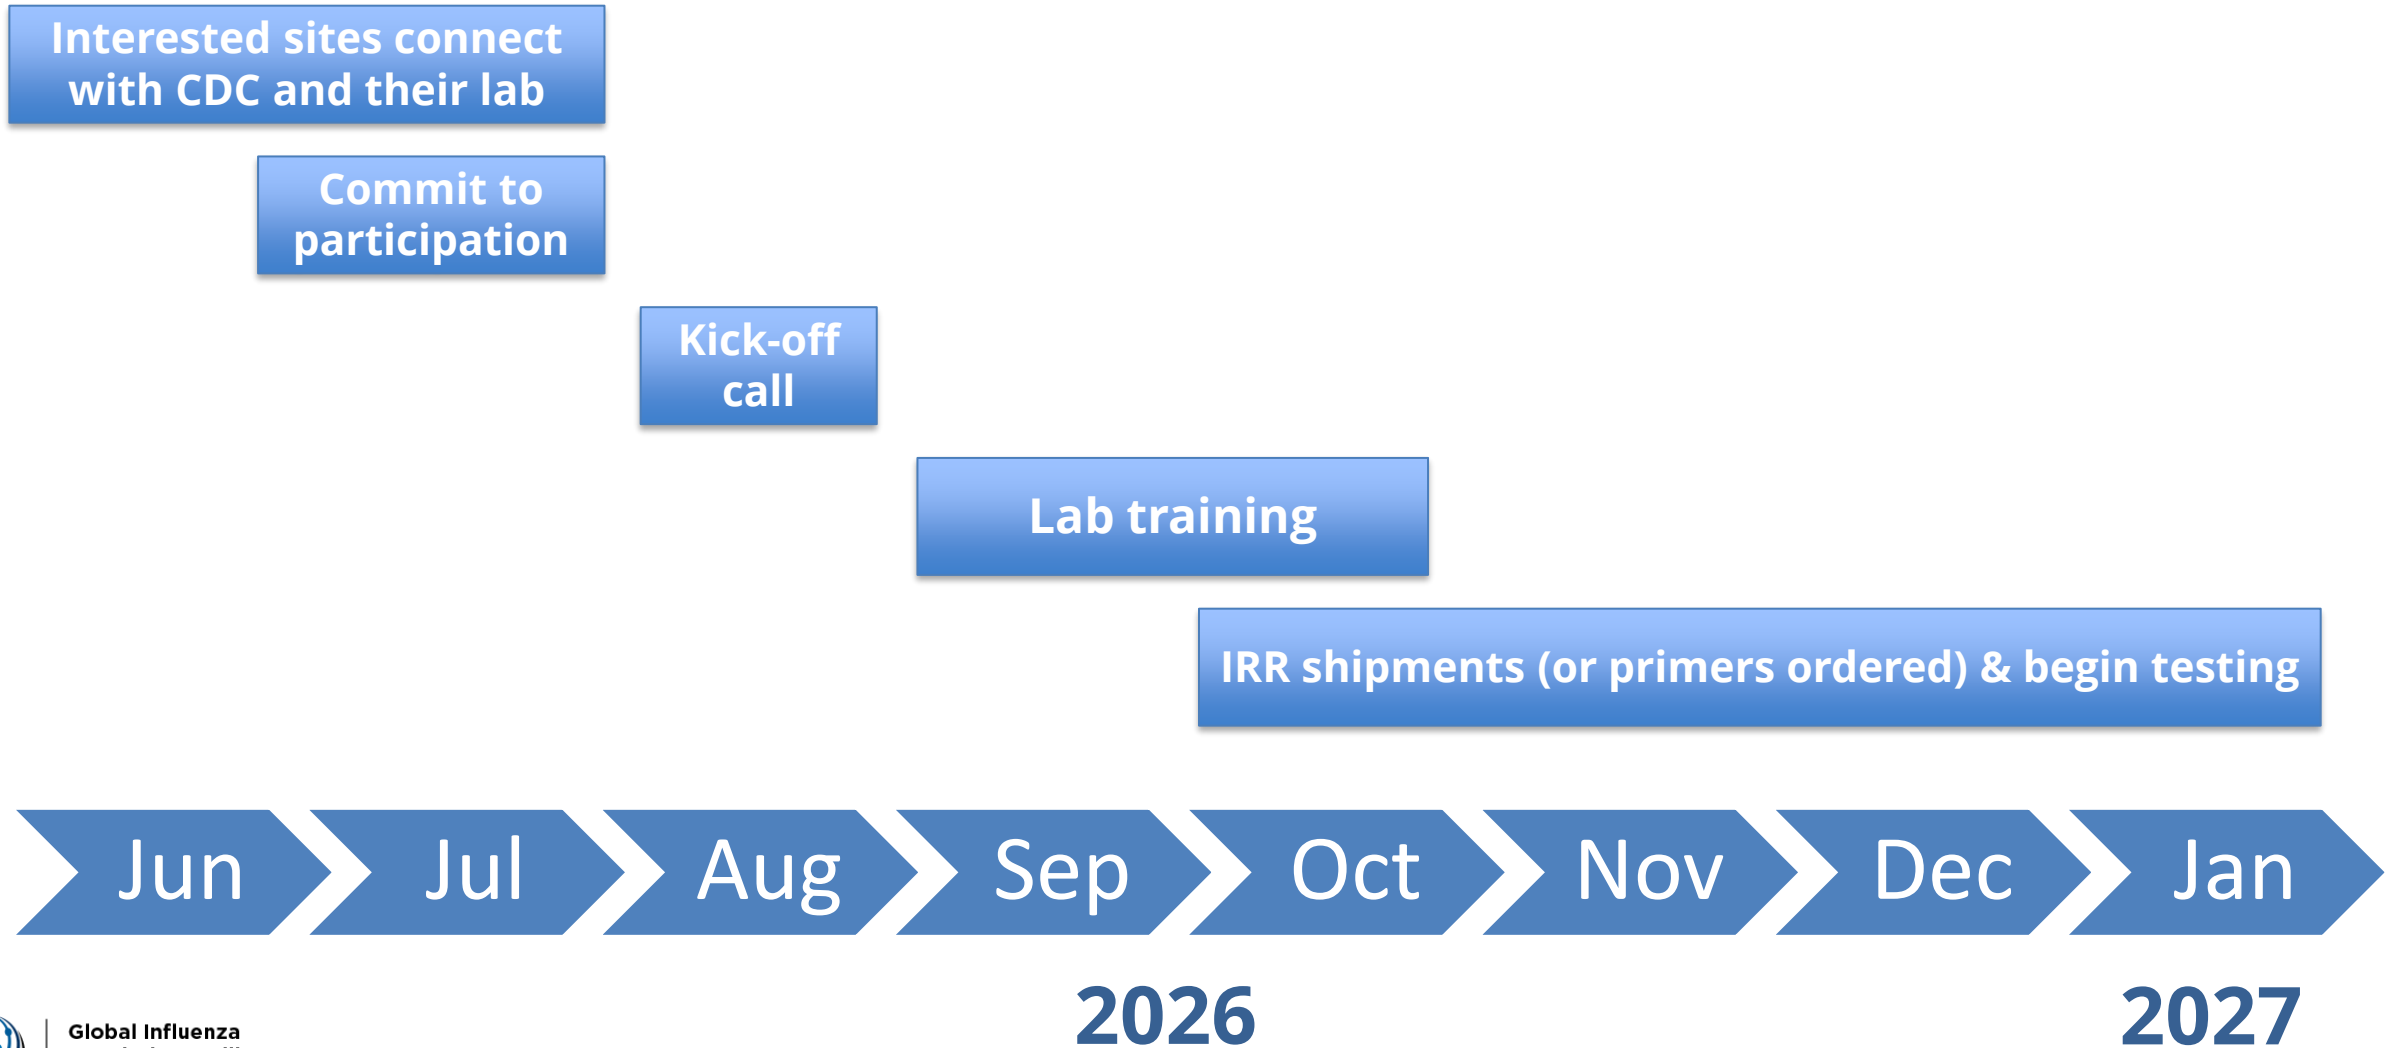 Interested sites connect
with CDC and their lab
Commit to
participation
Kick-off
call
Lab training
IRR shipments (or primers ordered) & begin testing
Jun
Jul
Aug
Sep
Oct
Nov
Dec
Jan
2026
2027
Global Influenza